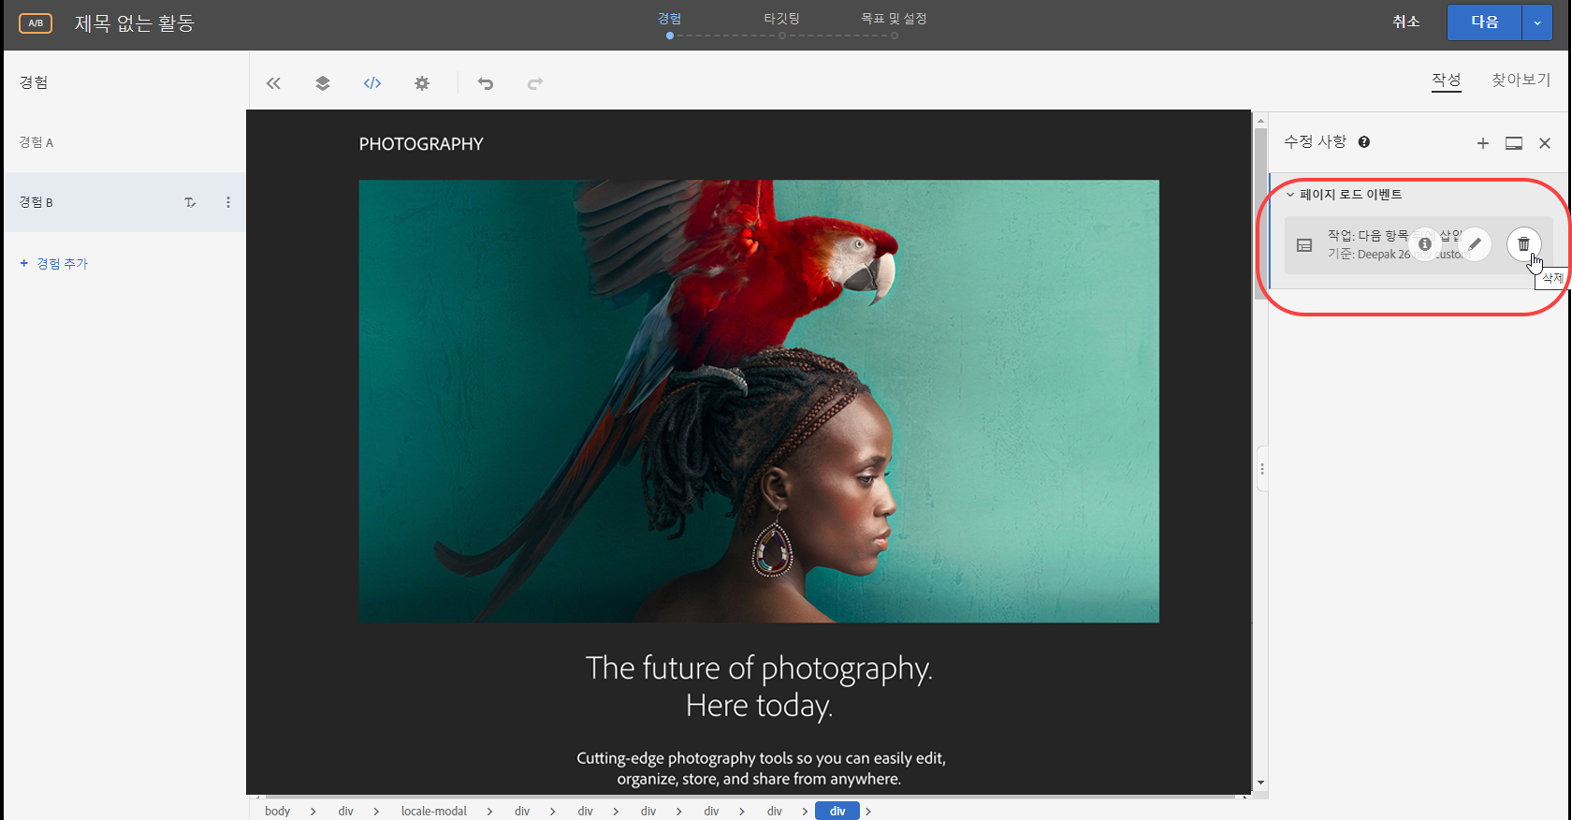 A/B 제목 없는 활동
경험 타깃팅 목표 및 설정
취소 다음
경험
작성 찾아보기
경험 A
경험 B
+ 경험 추가
수정 사항
페이지 로드 이벤트
작업: 다음 항목 삽입
기준: Deepak 26 nov custom
삭제
PHOTOGRAPHY
The future of photography.
Here today.
Cutting-edge photography tools so you can easily edit,
organize, store, and share from anywhere.
body > div > locale-modal > div > div > div > div > div > div >